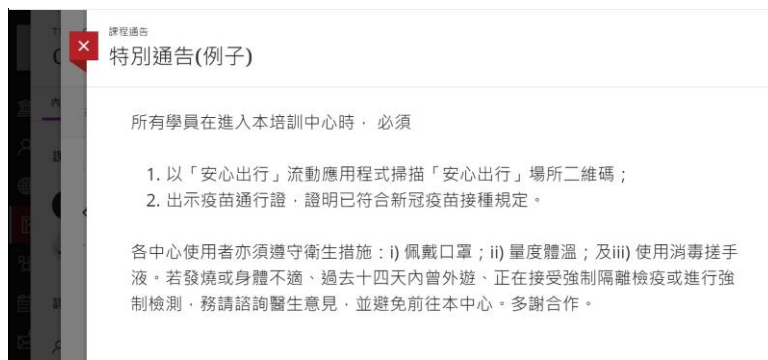 課程通告
特別通告(例子)
所有學員在進入本培訓中心時， 必須
1. 以「安心出行」流動應用程式掃描「安心出行」場所二維碼；
2. 出示疫苗通行證，證明已符合新冠疫苗接種規定。
各中心使用者亦須遵守衛生措施：i) 佩戴口罩；ii) 量度體溫；及iii) 使用消毒搓手
液。若發燒或身體不適、過去十四天內曾外遊、正在接受強制隔離檢疫或進行強
制檢測，務請諮詢醫生意見，並避免前往本中心。多謝合作。